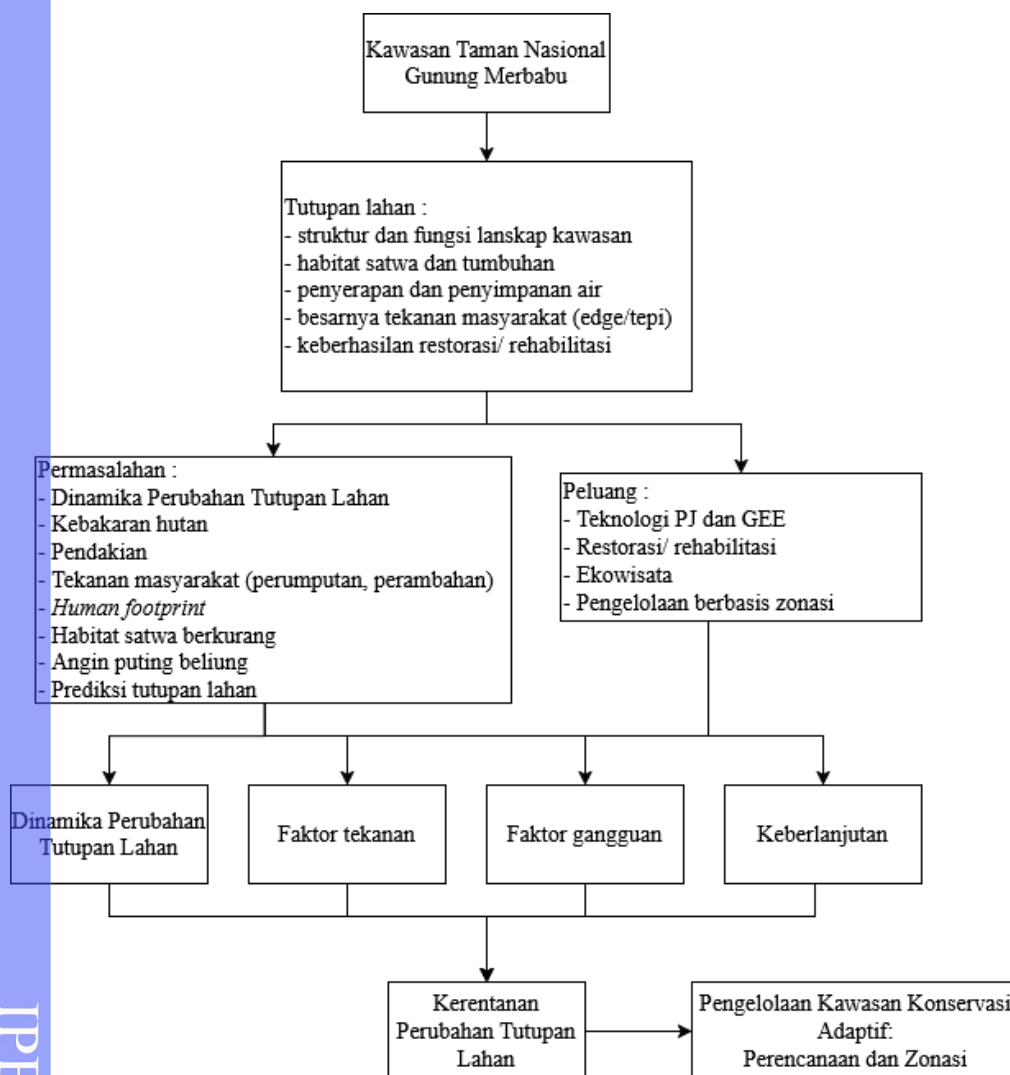 Kawasan Taman Nasional
Gunung Merbabu
Tutupan lahan :
- struktur dan fungsi lanskap kawasan
- habitat satwa dan tumbuhan
- penyerapan dan penyimpanan air
- besarnya tekanan masyarakat (edge/tepi)
- keberhasilan restorasi/ rehabilitasi
Permasalahan :
- Dinamika Perubahan Tutupan Lahan
- Kebakaran hutan
- Pendakian
- Tekanan masyarakat (perumputan, perambahan)
- Human footprint
- Habitat satwa berkurang
- Angin puting beliung
- Prediksi tutupan lahan
Peluang :
- Teknologi PJ dan GEE
- Restorasi/ rehabilitasi
- Ekowisata
- Pengelolaan berbasis zonasi
Dinamika Perubahan
Tutupan Lahan
Faktor tekanan
Faktor gangguan
Keberlanjutan
Kerentanan
Perubahan Tutupan
Lahan
Pengelolaan Kawasan Konservasi
Adaptif:
Perencanaan dan Zonasi